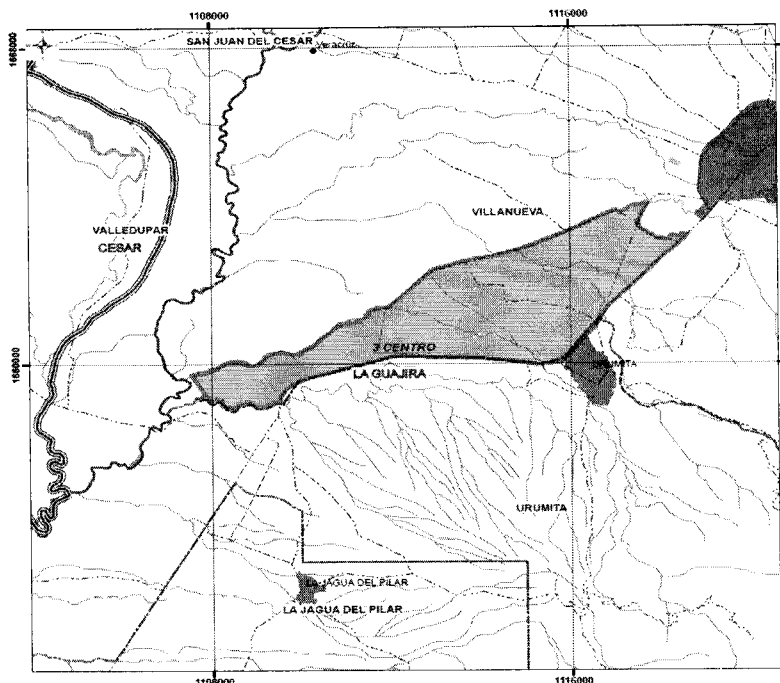 1108000
1116000
1668000
SAN JUAN DEL CESAR
Veracruz
VILLANUEVA
VALLEDUPAR
CESAR
1660000
3 CENTRO
LA GUAJIRA
URUMITA
LA JAGUA DEL PILAR
LA JAGUA DEL PILAR
1108000
1116000